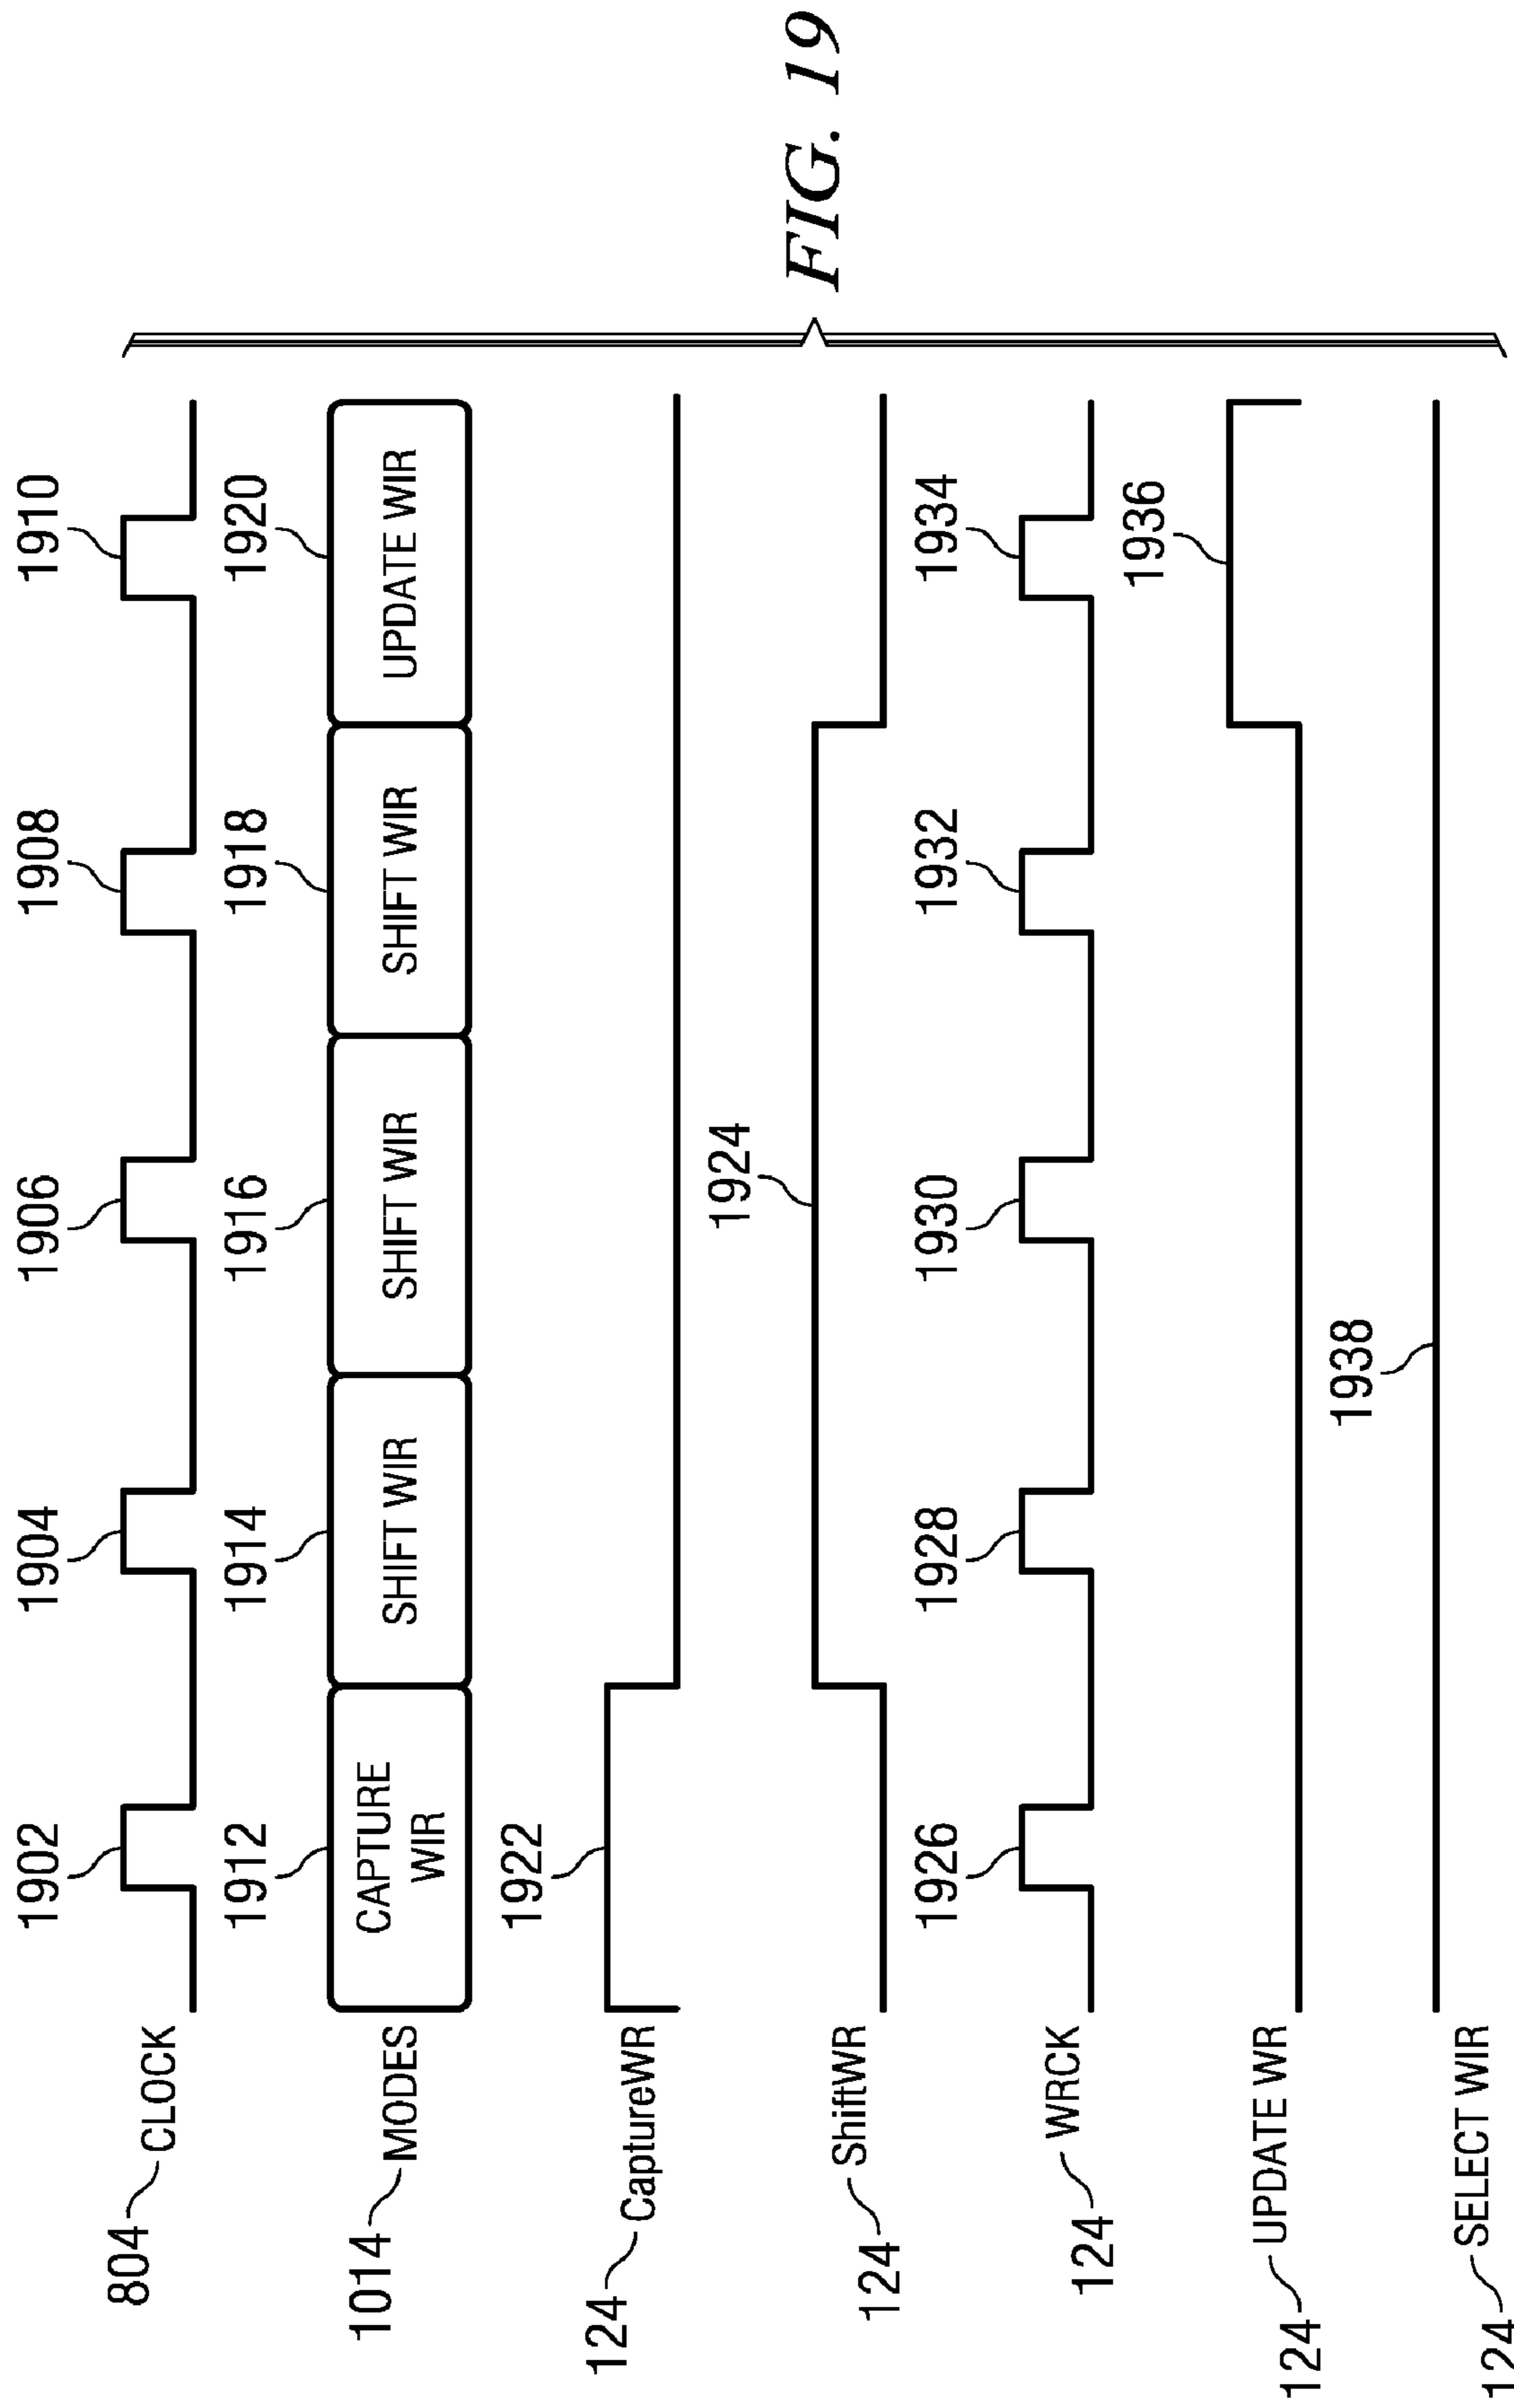 1902 1904 1906 1908 1910
804 CLOCK
1912 1914 1916 1918 1920
1014 MODES
CAPTURE
WIR
SHIFT WIR
SHIFT WIR
SHIFT WIR
UPDATE WIR
1922
124 CaptureWR
1924
124 ShiftWR
1926 1928 1930 1932 1934
124 WRCK
1936
124 UPDATE WR
1938
124 SELECT WIR
FIG. 19